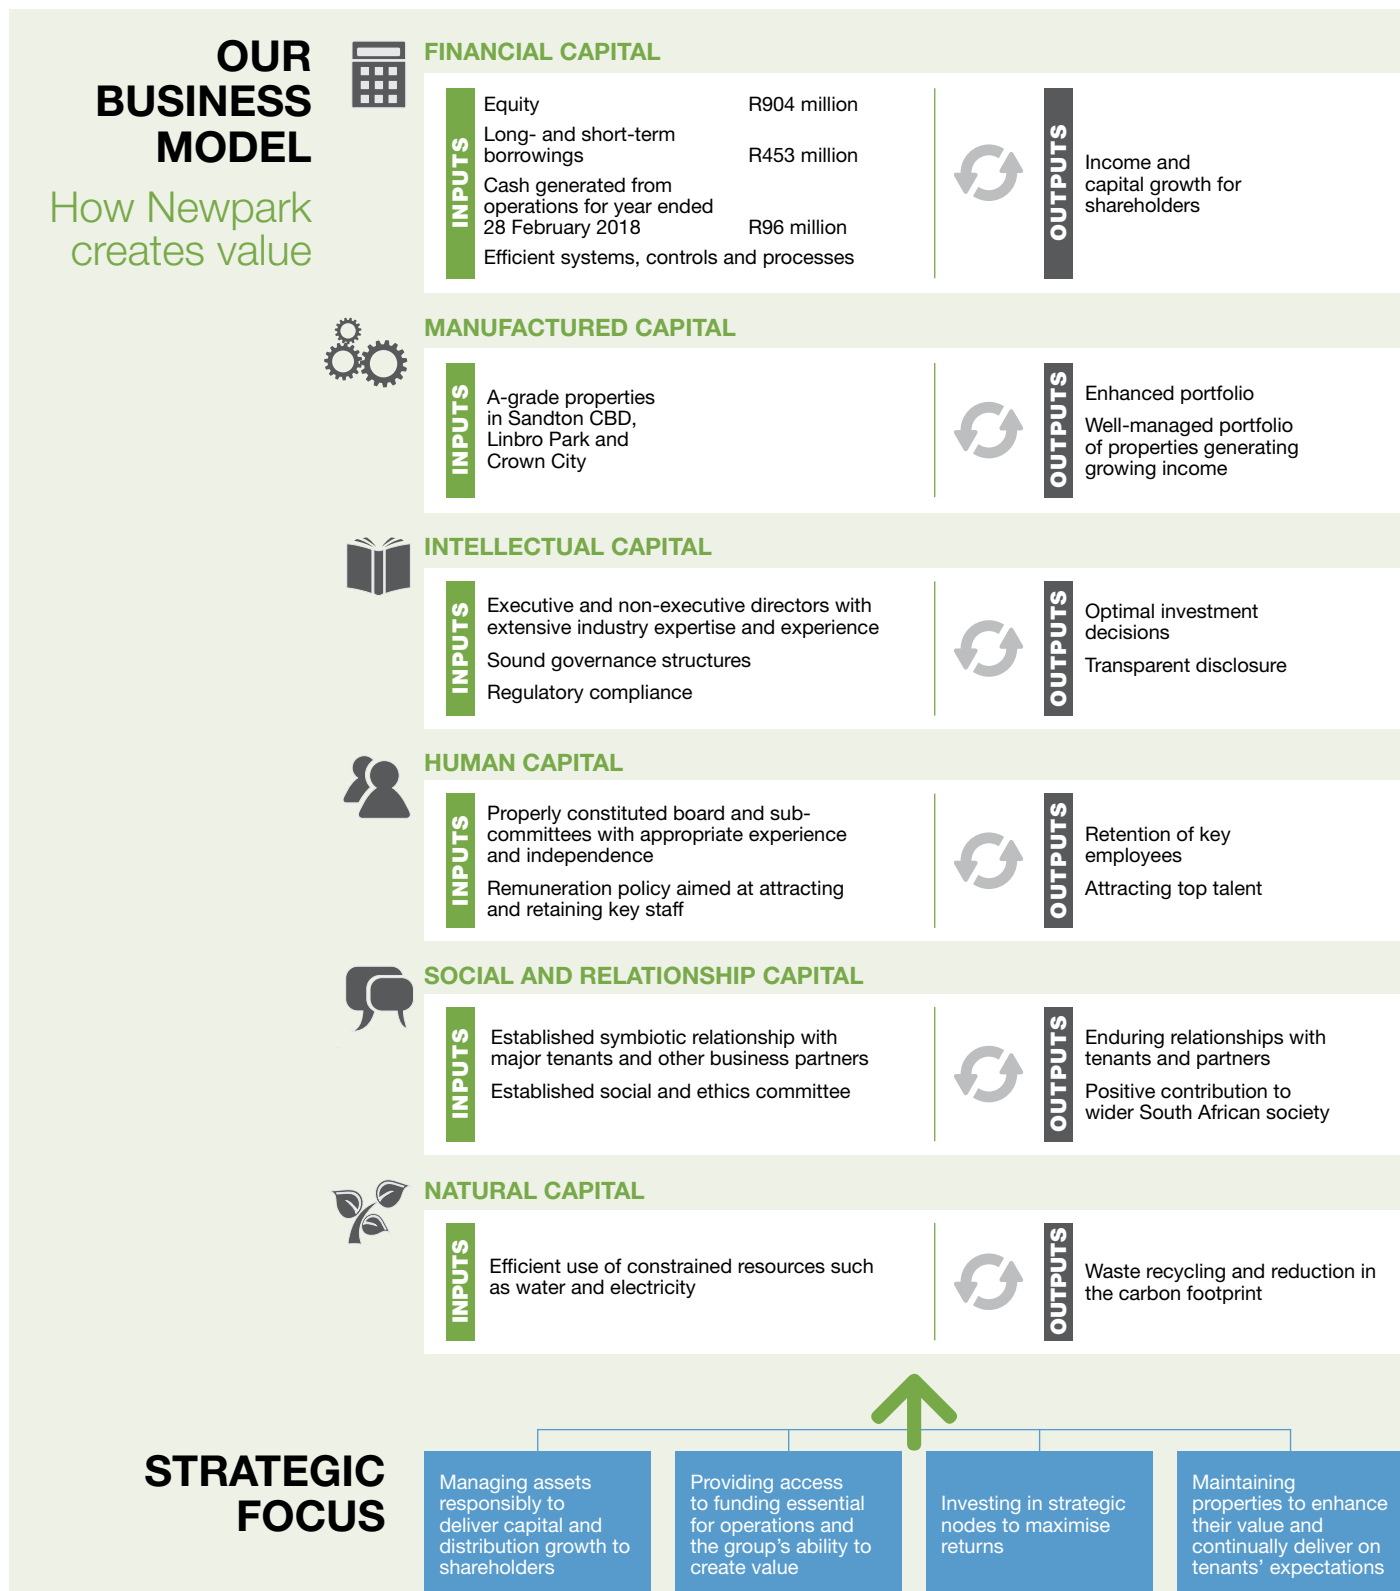 OUR
BUSINESS
MODEL
How Newpark
creates value
FINANCIAL CAPITAL
INPUTS
Equity R904 million
Long- and short-term
borrowings R453 million
Cash generated from
operations for year ended
28 February 2018 R96 million
Efficient systems, controls and processes
OUTPUTS
Income and
capital growth for
shareholders
MANUFACTURED CAPITAL
INPUTS
A-grade properties
in Sandton CBD,
Linbro Park and
Crown City
OUTPUTS
Enhanced portfolio
Well-managed portfolio
of properties generating
growing income
INTELLECTUAL CAPITAL
INPUTS
Executive and non-executive directors with
extensive industry expertise and experience
Sound governance structures
Regulatory compliance
OUTPUTS
Optimal investment
decisions
Transparent disclosure
HUMAN CAPITAL
INPUTS
Properly constituted board and sub-
committees with appropriate experience
and independence
Remuneration policy aimed at attracting
and retaining key staff
OUTPUTS
Retention of key
employees
Attracting top talent
SOCIAL AND RELATIONSHIP CAPITAL
INPUTS
Established symbiotic relationship with
major tenants and other business partners
Established social and ethics committee
OUTPUTS
Enduring relationships with
tenants and partners
Positive contribution to
wider South African society
NATURAL CAPITAL
INPUTS
Efficient use of constrained resources such
as water and electricity
OUTPUTS
Waste recycling and reduction in
the carbon footprint
STRATEGIC
FOCUS
Managing assets
responsibly to
deliver capital and
distribution growth to
shareholders
Providing access
to funding essential
for operations and
the group's ability to
create value
Investing in strategic
nodes to maximise
returns
Maintaining
properties to enhance
their value and
continually deliver on
tenants' expectations